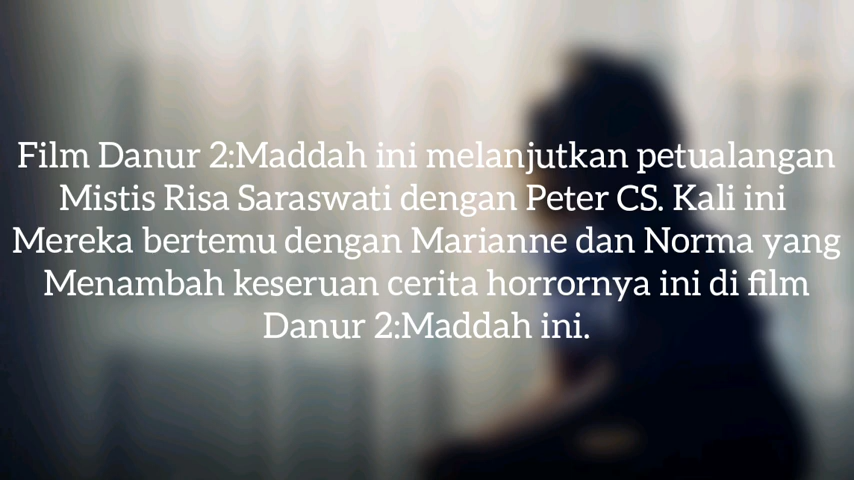 Film Danur 2:Maddah ini melanjutkan petualangan
Mistis Risa Saraswati dengan Peter CS. Kali ini
Mereka bertemu dengan Marianne dan Norma yang
Menambah keseruan cerita horrornya ini di film
Danur 2:Maddah ini.